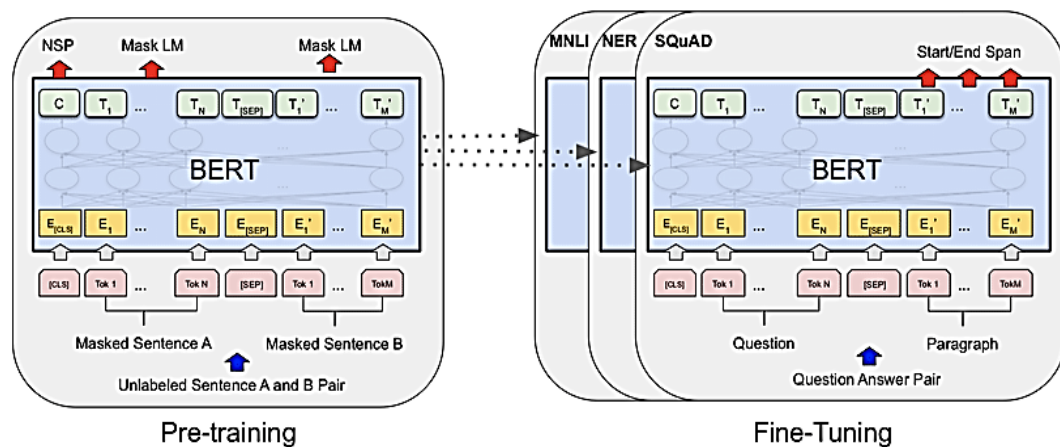 NSP Mask LM Mask LM
C T1 ... TN T[SEP] T1' ... TM'
BERT
E[CLS] E1 ... EN E[SEP] E1' ... EM'
[CLS] Tok 1 ... Tok N [SEP] Tok 1 ... TokM
Masked Sentence A Masked Sentence B
Unlabeled Sentence A and B Pair
Pre-training
MNLI NER SQuAD
Start/End Span
C T1 ... TN T[SEP] T1' ... TM'
BERT
E[CLS] E1 ... EN E[SEP] E1' ... EM'
[CLS] Tok 1 ... Tok N [SEP] Tok 1 ... TokM
Question Paragraph
Question Answer Pair
Fine-Tuning